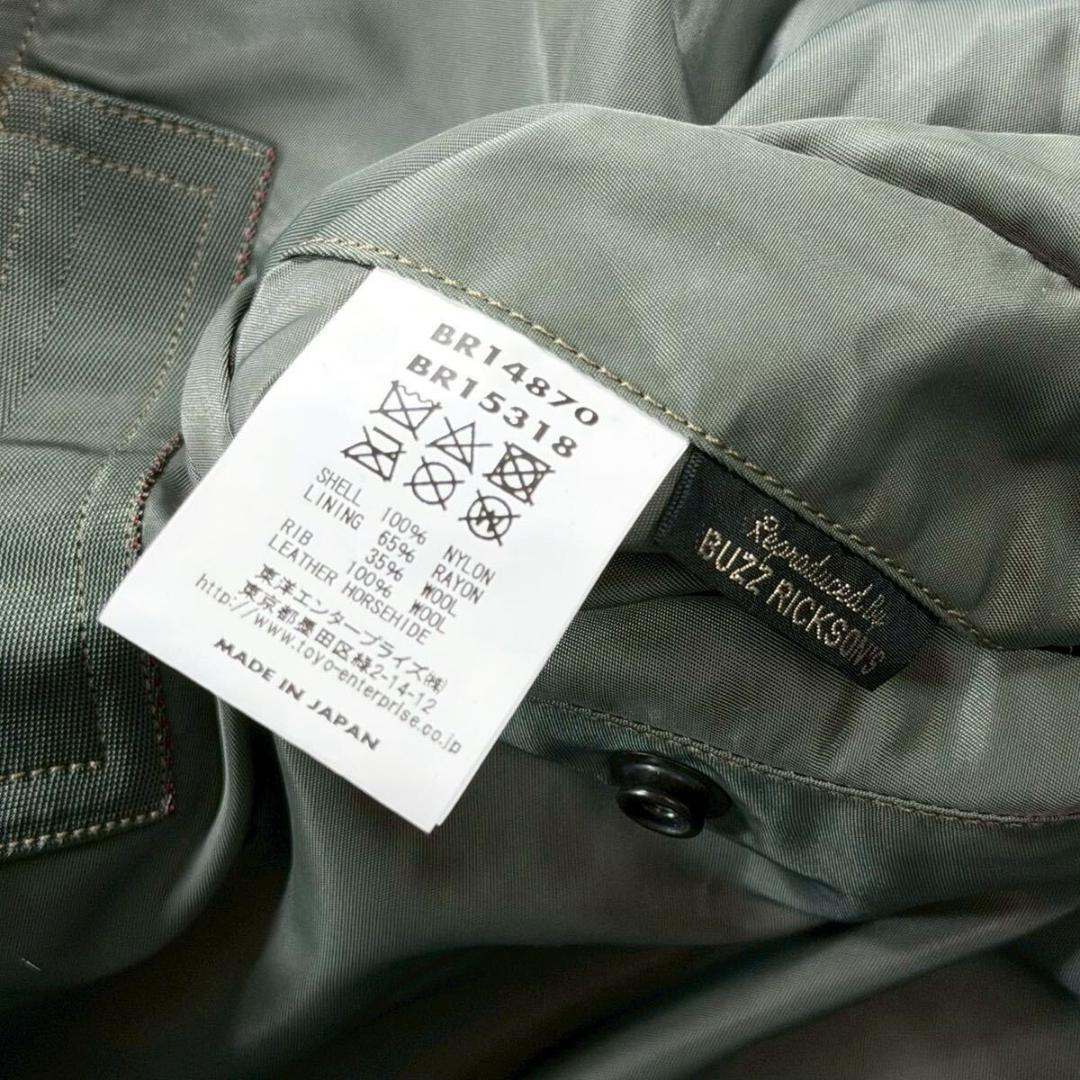 BR14870
BR15318
SHELL 100% NYLON
LINING 65% RAYON
35% WOOL
RIB 100% WOOL
LEATHER HORSEHIDE
東洋エンタープライズ㈱
東京都墨田区緑2-14-12
http://www.toyo-enterprise.co.jp
MADE IN JAPAN
Reproduced By
BUZZ RICKSON'S